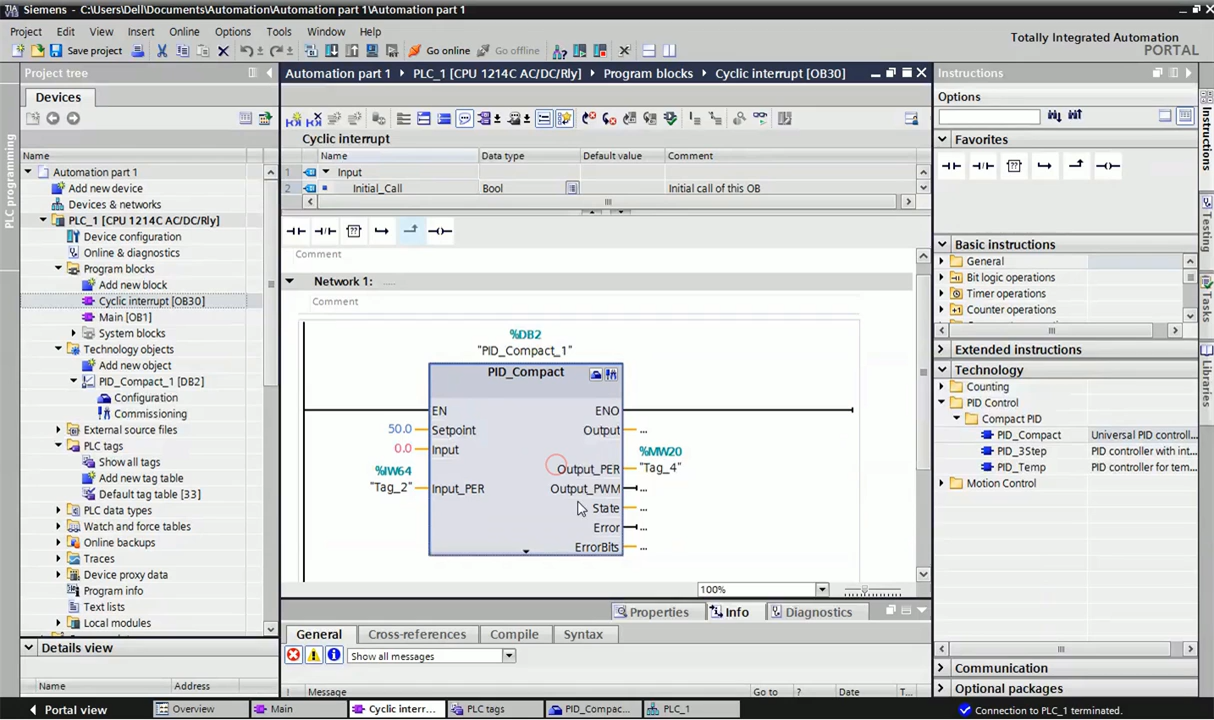 Siemens - C:\Users\Dell\Documents\Automation\Automation part 1\Automation part 1
Project Edit View Insert Online Options Tools Window Help
Totally Integrated Automation
PORTAL
Save project Go online Go offline
Project tree
Automation part 1 PLC_1 [CPU 1214C AC/DC/Rly] Program blocks Cyclic interrupt [OB30]
Instructions
Devices
Options
PLC programming
Name
Automation part 1
Add new device
Devices & networks
PLC_1 [CPU 1214C AC/DC/Rly]
Device configuration
Online & diagnostics
Program blocks
Add new block
Cyclic interrupt [OB30]
Main [OB1]
System blocks
Technology objects
Add new object
PID_Compact_1 [DB2]
Configuration
Commissioning
External source files
PLC tags
Show all tags
Add new tag table
Default tag table [33]
PLC data types
Watch and force tables
Online backups
Traces
Device proxy data
Program info
Text lists
Local modules
Details view
Name Address
Cyclic interrupt
Name Data type Default value Comment
1 Input
2 Initial_Call Bool Initial call of this OB
??
Comment
Network 1: .....
Comment
%DB2
"PID_Compact_1"
PID_Compact
EN ENO
50.0 Setpoint Output ...
0.0 Input
%IW64
"Tag_2" Input_PER
%MW20
Output_PER "Tag_4"
Output_PWM ...
State ...
Error ...
ErrorBits ...
100%
Properties Info Diagnostics
General Cross-references Compile Syntax
Show all messages
! Message Go to ? Date T...
Favorites
??
Basic instructions
General
Bit logic operations
Timer operations
Counter operations
Extended instructions
Technology
Counting
PID Control
Compact PID
PID_Compact Universal PID controll...
PID_3Step PID controller with int
PID_Temp PID controller for tem...
Motion Control
Communication
Optional packages
Instructions
Testing
Tasks
Libraries
Portal view Overview Main Cyclic interr... PLC tags PID_Compac... PLC_1
Connection to PLC_1 terminated.